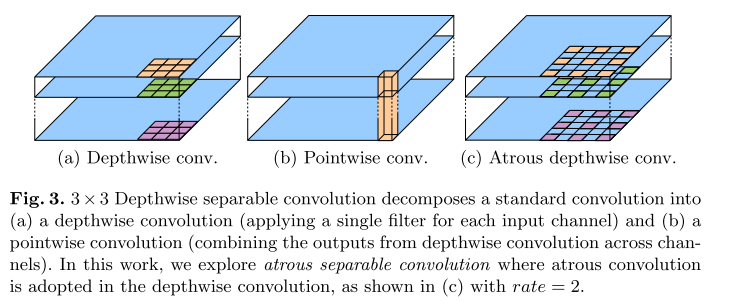 (a) Depthwise conv. (b) Pointwise conv. (c) Atrous depthwise conv.
Fig. 3. 3 × 3 Depthwise separable convolution decomposes a standard convolution into
(a) a depthwise convolution (applying a single filter for each input channel) and (b) a
pointwise convolution (combining the outputs from depthwise convolution across chan-
nels). In this work, we explore atrous separable convolution where atrous convolution
is adopted in the depthwise convolution, as shown in (c) with rate = 2.